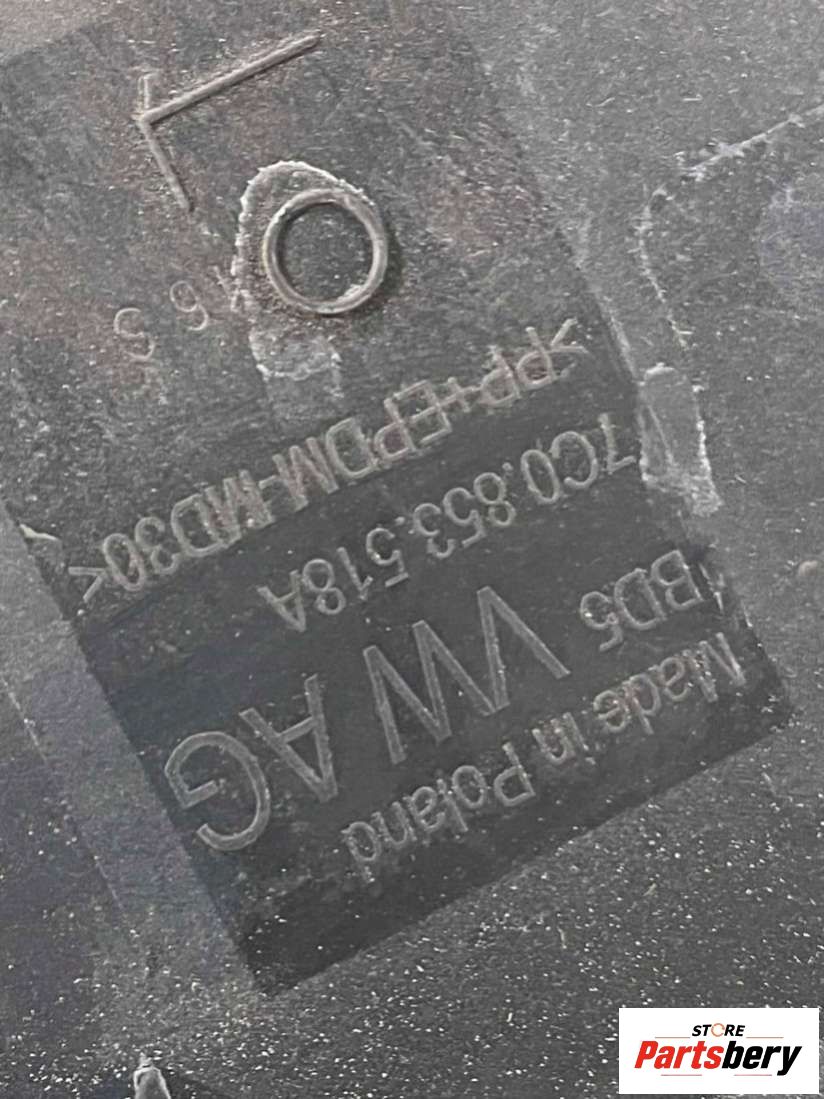 Made in Poland
BD5
VW AG
7C0.853.518A
>PP+EPDM-MD30<
STORE
Partsbery